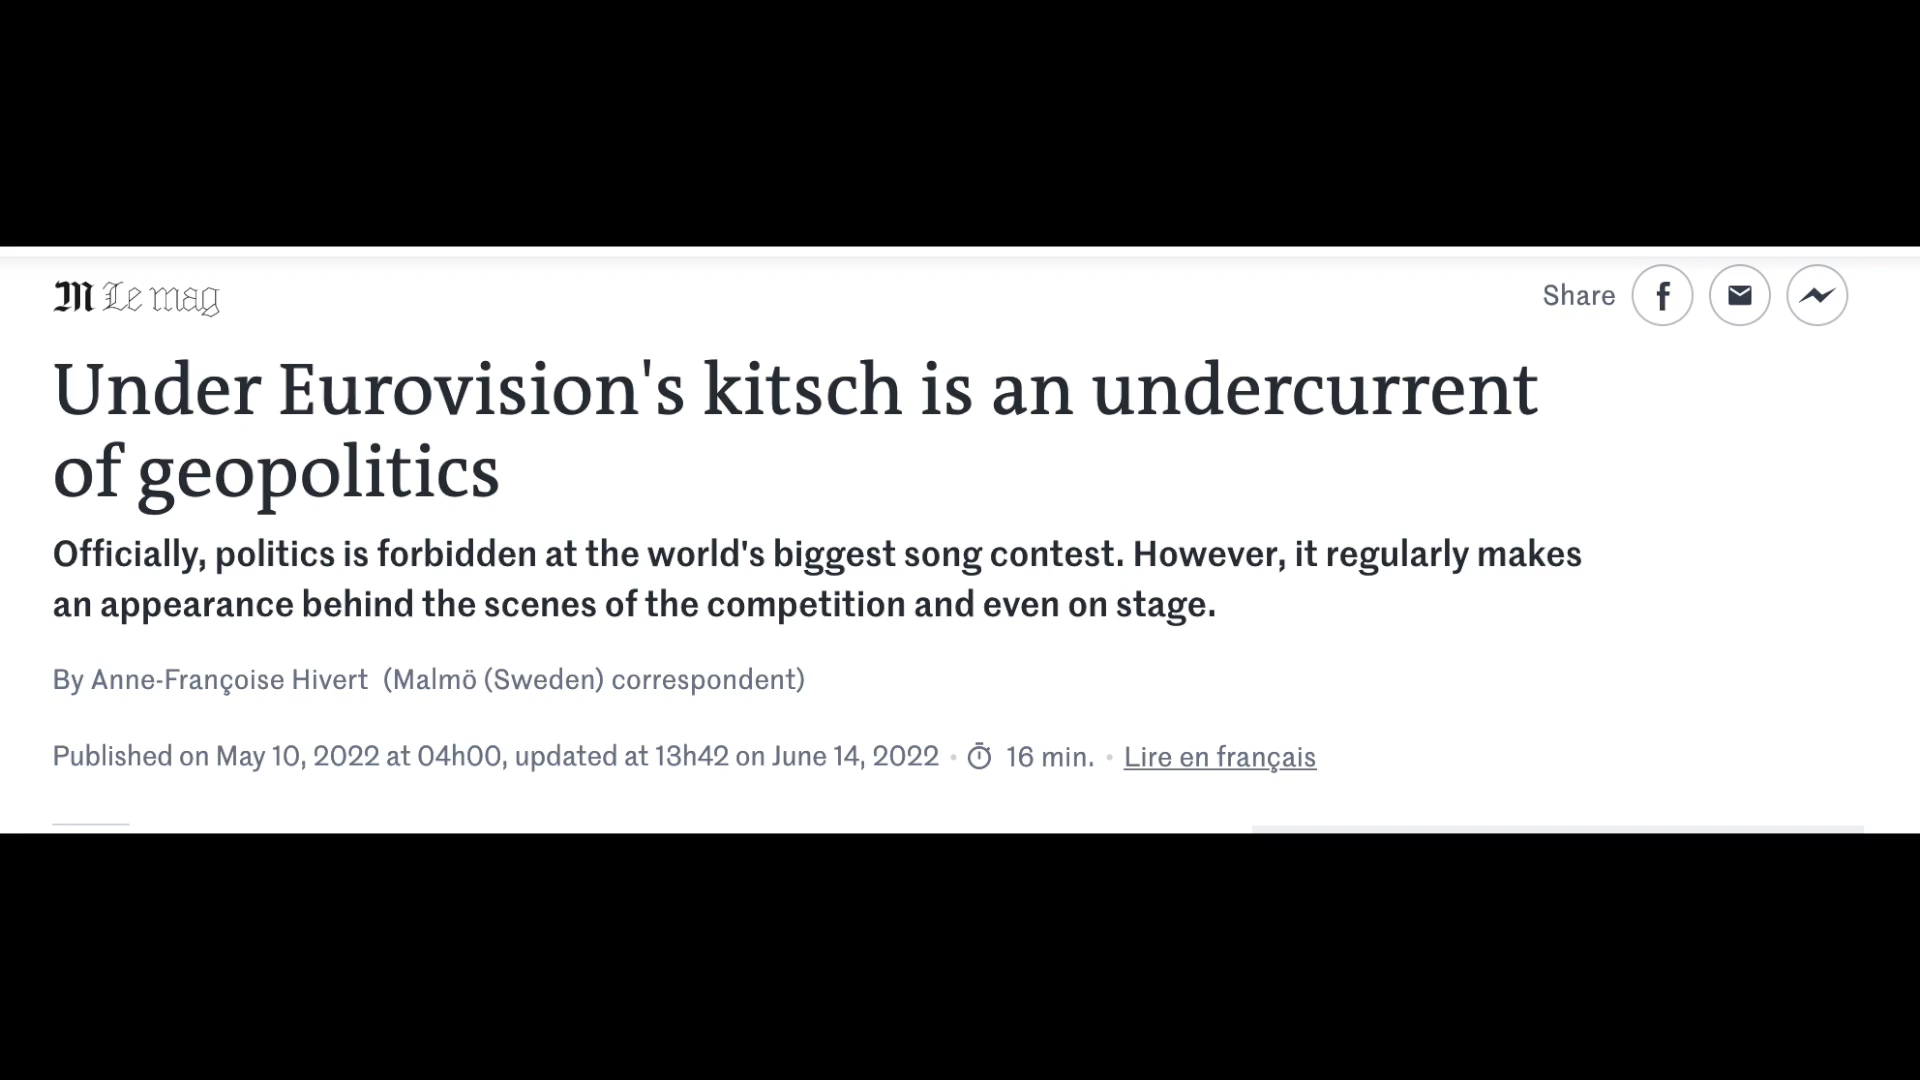 M Le mag
Share
Under Eurovision's kitsch is an undercurrent
of geopolitics
Officially, politics is forbidden at the world's biggest song contest. However, it regularly makes
an appearance behind the scenes of the competition and even on stage.
By Anne-Françoise Hivert (Malmö (Sweden) correspondent)
Published on May 10, 2022 at 04h00, updated at 13h42 on June 14, 2022 • 16 min. • Lire en français